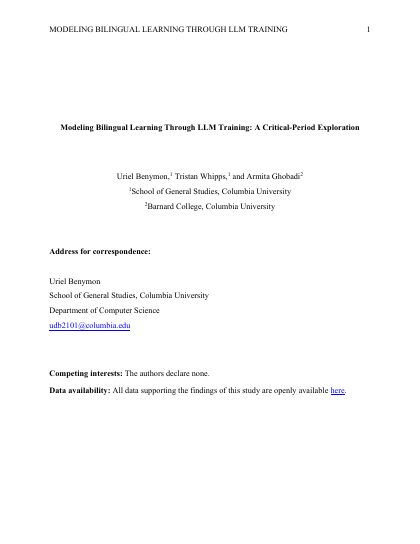 MODELING BILINGUAL LEARNING THROUGH LLM TRAINING 1
Modeling Bilingual Learning Through LLM Training: A Critical-Period Exploration
Uriel Benymon,¹ Tristan Whipps,¹ and Armita Ghobadi²
¹School of General Studies, Columbia University
²Barnard College, Columbia University
Address for correspondence:
Uriel Benymon
School of General Studies, Columbia University
Department of Computer Science
udb2101@columbia.edu
Competing interests: The authors declare none.
Data availability: All data supporting the findings of this study are openly available here.